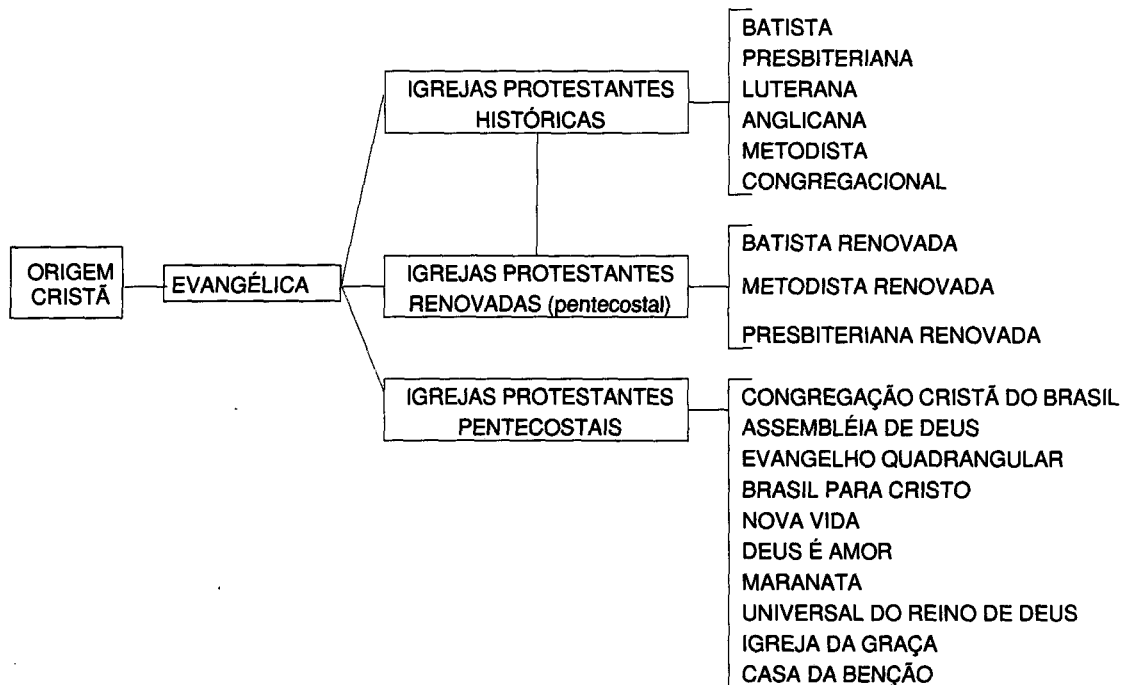 ORIGEM
CRISTÃ
EVANGÉLICA
IGREJAS PROTESTANTES
HISTÓRICAS
BATISTA
PRESBITERIANA
LUTERANA
ANGLICANA
METODISTA
CONGREGACIONAL
IGREJAS PROTESTANTES
RENOVADAS (pentecostal)
BATISTA RENOVADA
METODISTA RENOVADA
PRESBITERIANA RENOVADA
IGREJAS PROTESTANTES
PENTECOSTAIS
CONGREGAÇÃO CRISTÃ DO BRASIL
ASSEMBLÉIA DE DEUS
EVANGELHO QUADRANGULAR
BRASIL PARA CRISTO
NOVA VIDA
DEUS É AMOR
MARANATA
UNIVERSAL DO REINO DE DEUS
IGREJA DA GRAÇA
CASA DA BENÇÃO